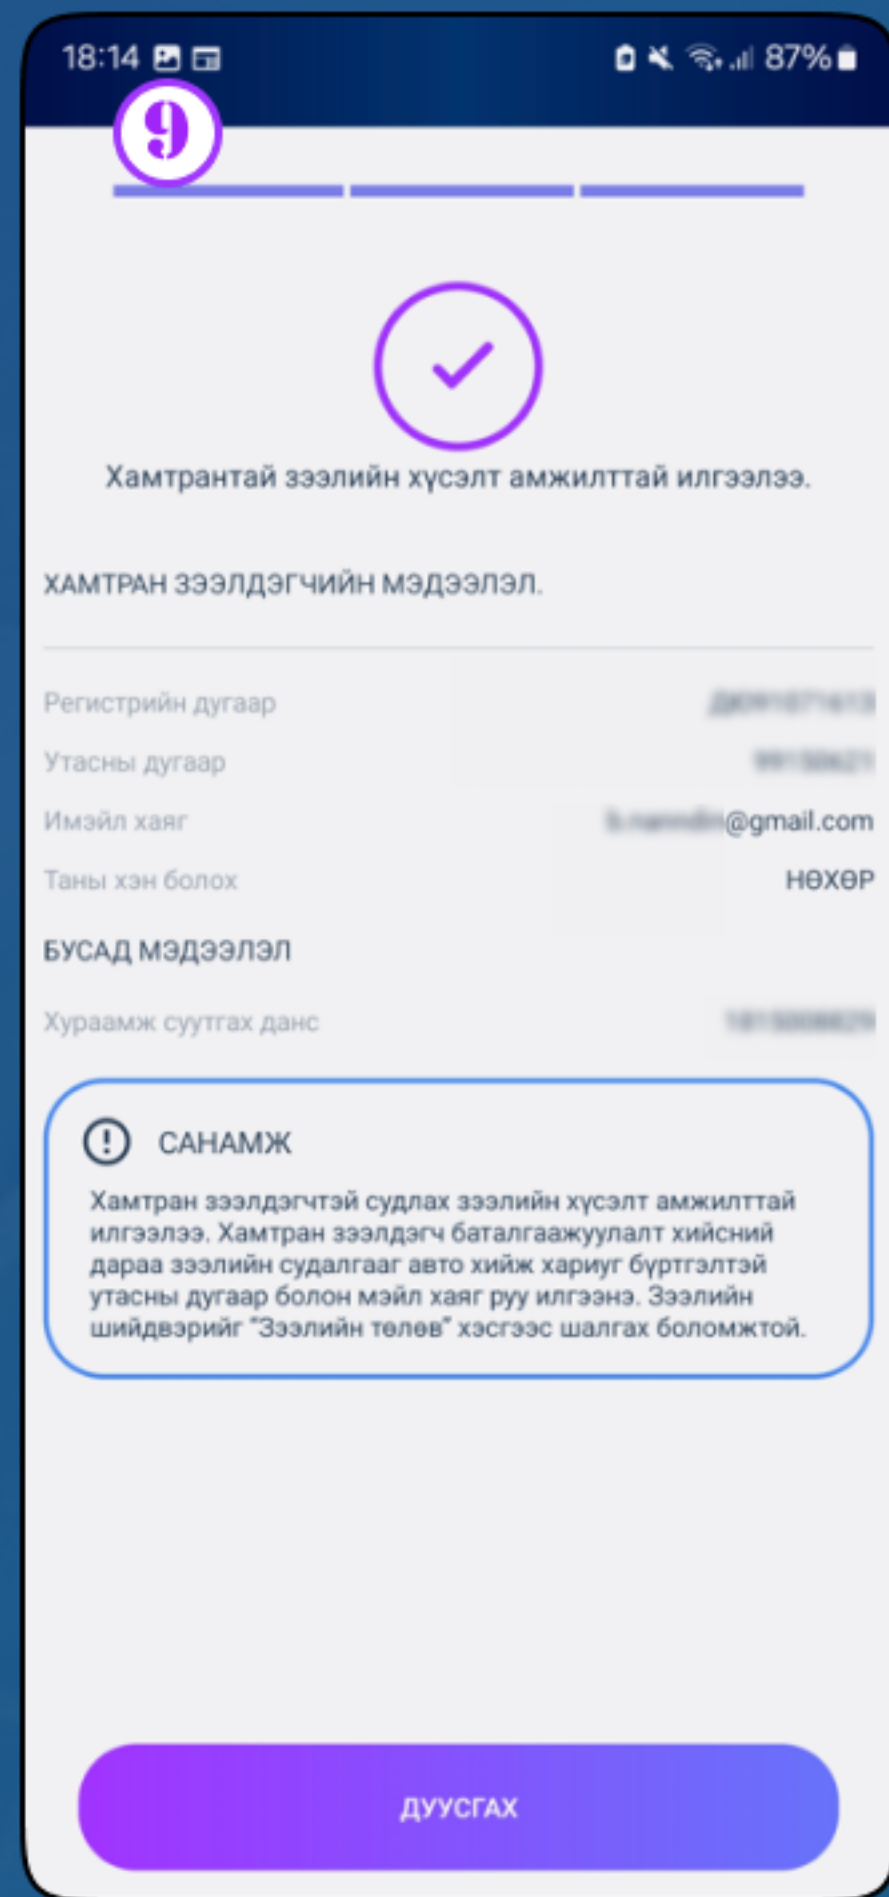 18:14 87%
9
Хамтрантай зээлийн хүсэлт амжилттай илгээлээ.
ХАМТРАН ЗЭЭЛДЭГЧИЙН МЭДЭЭЛЭЛ.
Регистрийн дугаар
Утасны дугаар
Имэйл хаяг @gmail.com
Таны хэн болох НӨХӨР
БУСАД МЭДЭЭЛЭЛ
Хураамж суутгах данс
САНАМЖ
Хамтран зээлдэгчтэй судлах зээлийн хүсэлт амжилттай
илгээлээ. Хамтран зээлдэгч баталгаажуулалт хийсний
дараа зээлийн судалгааг авто хийж хариуг бүртгэлтэй
утасны дугаар болон мэйл хаяг руу илгээнэ. Зээлийн
шийдвэрийг "Зээлийн төлөв" хэсгээс шалгах боломжтой.
ДУУСГАХ